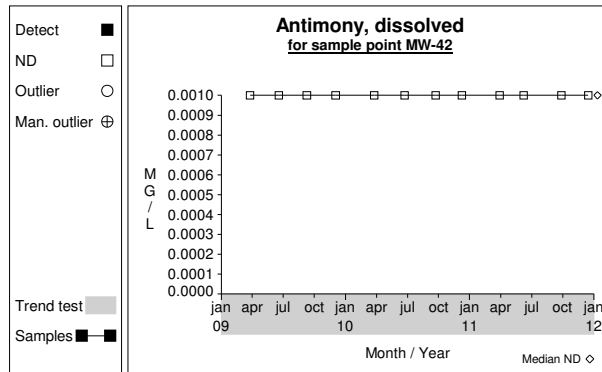 Detect
ND
Outlier
Man. outlier
Trend test
Samples
Antimony, dissolved
for sample point MW-42
0.0010
0.0009
0.0008
0.0007
0.0006
0.0005
0.0004
0.0003
0.0002
0.0001
0.0000
M
G
/
L
jan apr jul oct jan apr jul oct jan apr jul oct jan
09 10 11 12
Month / Year
Median ND